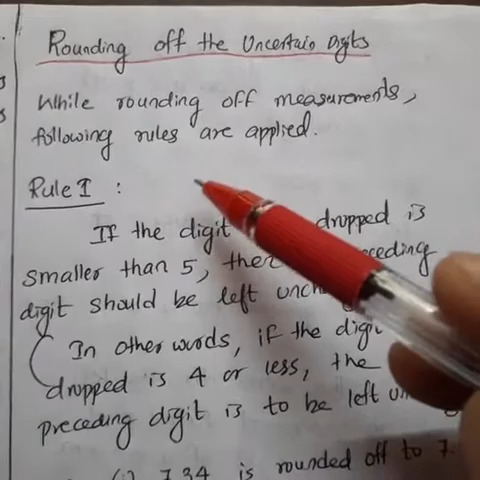 Rounding off the Uncertain Digits
While rounding off measurements,
following rules are applied.
Rule I :
If the digit dropped is
smaller than 5, then
digit should be left
In other words, if the
dropped is 4 or less, the
preceding digit is to be left
7.34 is rounded off to 7.